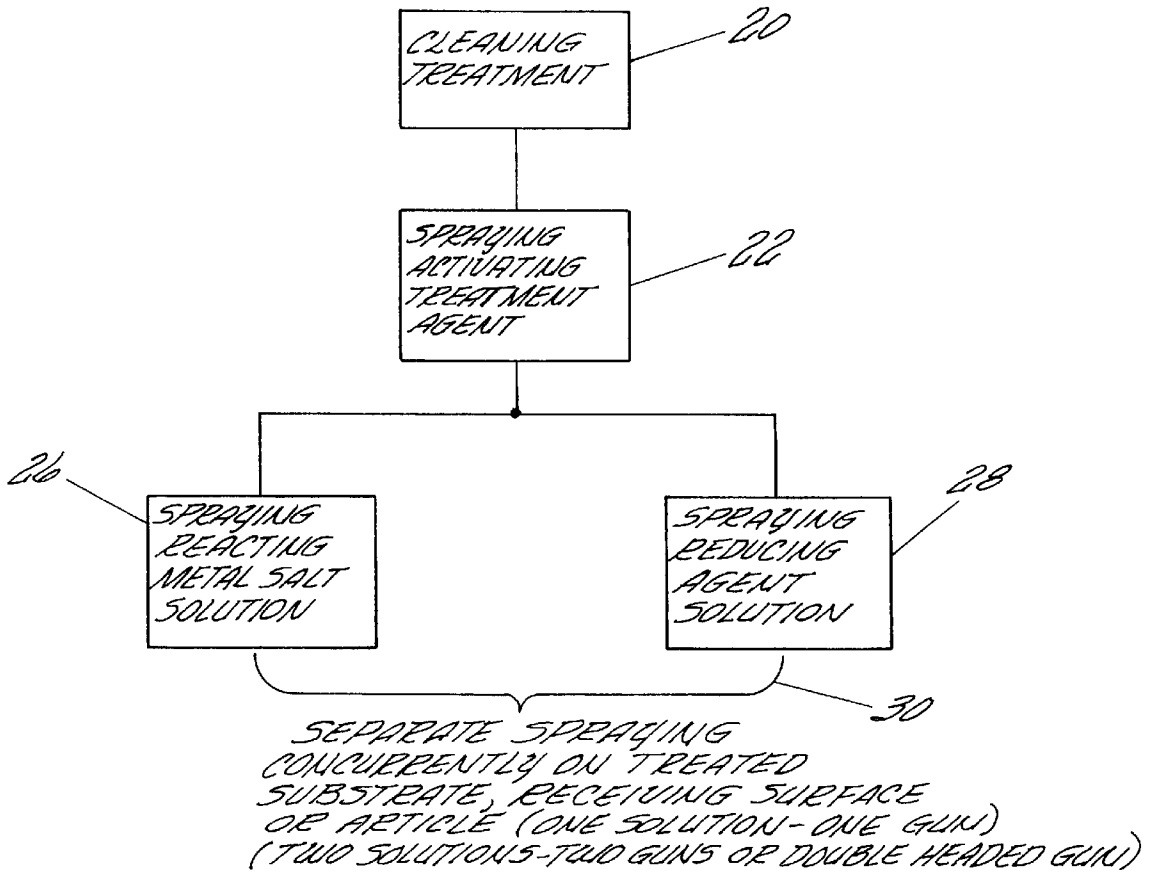 CLEANING
TREATMENT
20
SPRAYING
ACTIVATING
TREATMENT
AGENT
22
26
SPRAYING
REACTING
METAL SALT
SOLUTION
28
SPRAYING
REDUCING
AGENT
SOLUTION
30
SEPARATE SPRAYING
CONCURRENTLY ON TREATED
SUBSTRATE, RECEIVING SURFACE
OR ARTICLE (ONE SOLUTION-ONE GUN)
(TWO SOLUTIONS-TWO GUNS OR DOUBLE HEADED GUN)